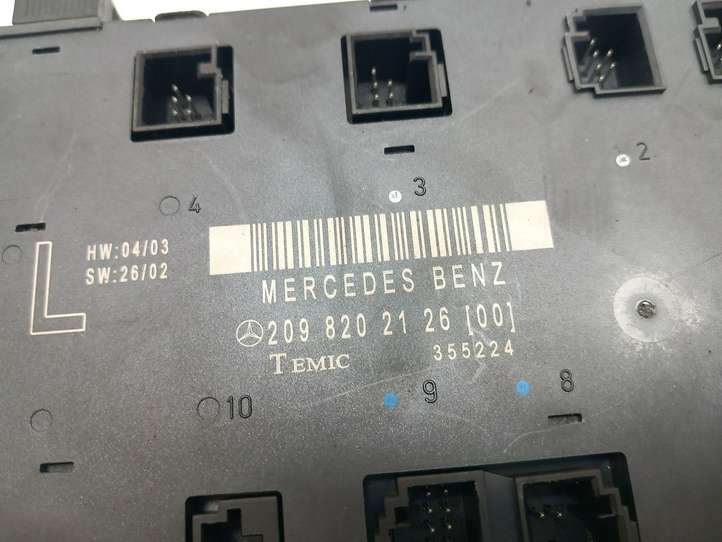 2
3
4
L
HW:04/03
SW:26/02
MERCEDES BENZ
209 820 21 26 [00]
TEMIC 355224
10 9 8